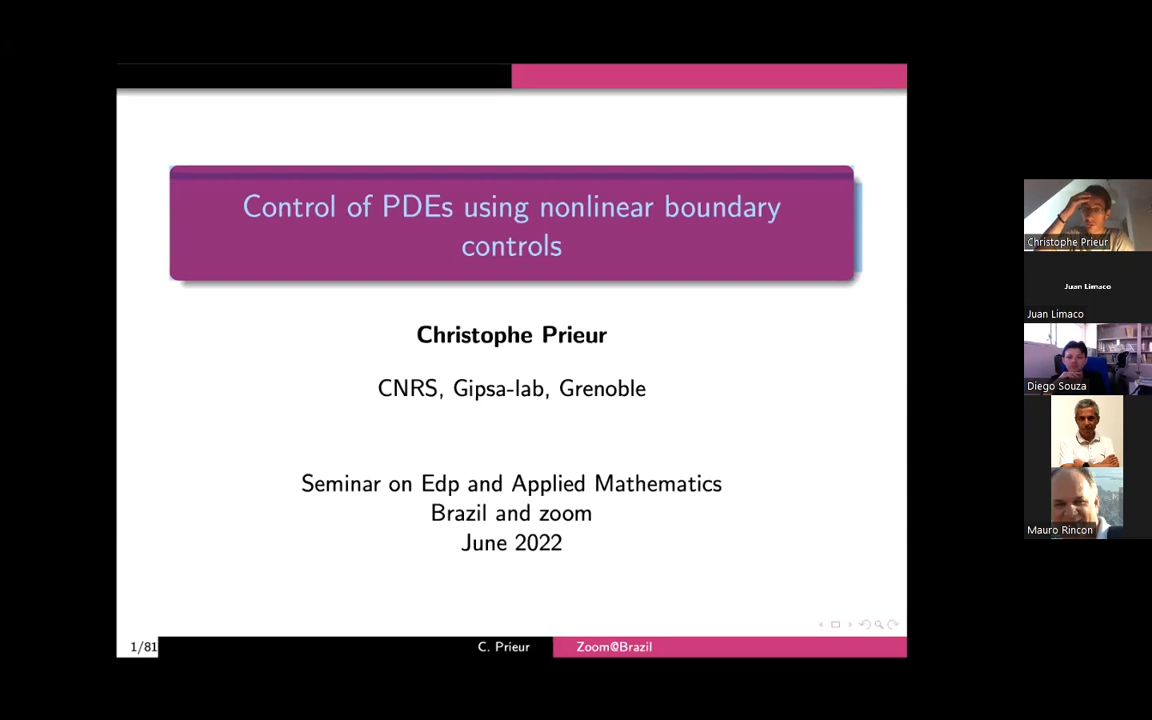 Control of PDEs using nonlinear boundary
controls
Christophe Prieur
CNRS, Gipsa-lab, Grenoble
Seminar on Edp and Applied Mathematics
Brazil and zoom
June 2022
1/81
C. Prieur
Zoom@Brazil
Christophe Prieur
Juan Limaco
Juan Limaco
Diego Souza
Mauro Rincon